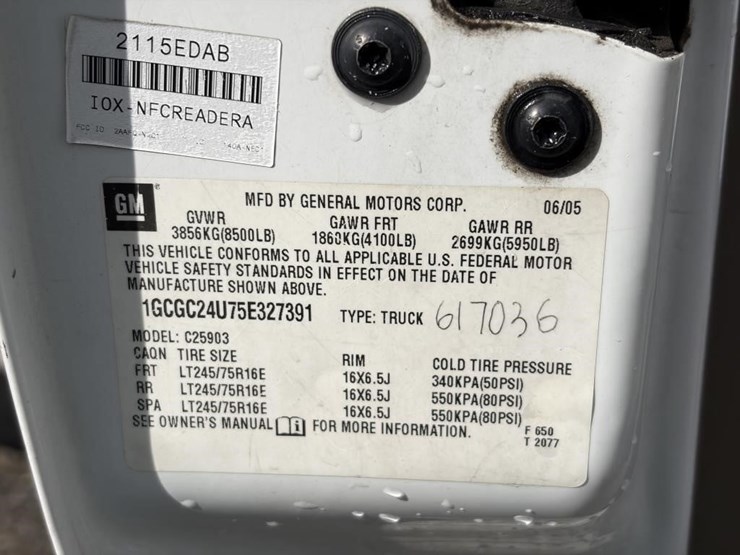 2115EDAB
IOX-NFCREADERA
FCC ID
GM
MFD BY GENERAL MOTORS CORP. 06/05
GVWR GAWR FRT GAWR RR
3856KG(8500LB) 1860KG(4100LB) 2699KG(5950LB)
THIS VEHICLE CONFORMS TO ALL APPLICABLE U.S. FEDERAL MOTOR
VEHICLE SAFETY STANDARDS IN EFFECT ON THE DATE OF
MANUFACTURE SHOWN ABOVE.
1GCGC24U75E327391 TYPE: TRUCK 617036
MODEL: C25903
CAQN TIRE SIZE RIM COLD TIRE PRESSURE
FRT LT245/75R16E 16X6.5J 340KPA(50PSI)
RR LT245/75R16E 16X6.5J 550KPA(80PSI)
SPA LT245/75R16E 16X6.5J 550KPA(80PSI)
SEE OWNER'S MANUAL i FOR MORE INFORMATION.
F 650
T 2077